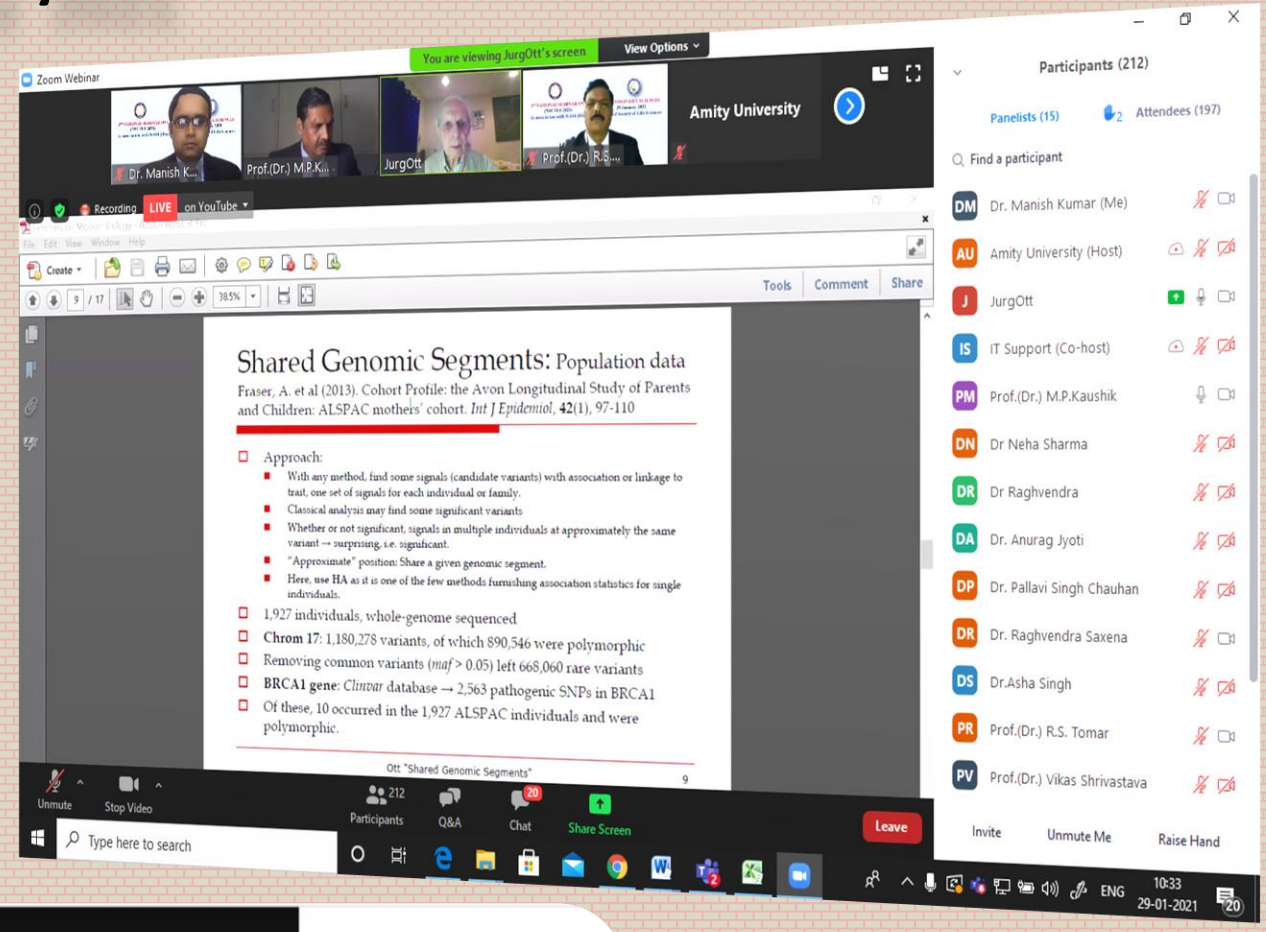 You are viewing JurgOtt's screen
View Options
Zoom Webinar
Dr. Manish K...
Prof.(Dr.) M.P.K...
JurgOtt
Prof.(Dr.) R.S....
Amity University
Recording
LIVE
on YouTube
File Edit View Window Help
Create
9 / 17
38.5%
Tools
Comment
Share
Shared Genomic Segments: Population data
Fraser, A. et al (2013). Cohort Profile: the Avon Longitudinal Study of Parents
and Children: ALSPAC mothers' cohort. Int J Epidemiol, 42(1), 97-110
Approach:
With any method, find some signals (candidate variants) with association or linkage to
trait, one set of signals for each individual or family.
Classical analysis may find some significant variants
Whether or not significant, signals in multiple individuals at approximately the same
variant → surprising, i.e. significant.
"Approximate" position: Share a given genomic segment.
Here, use HA as it is one of the few methods furnishing association statistics for single
individuals.
1,927 individuals, whole-genome sequenced
Chrom 17: 1,180,278 variants, of which 890,546 were polymorphic
Removing common variants (maf > 0.05) left 668,060 rare variants
BRCA1 gene: Clinvar database → 2,563 pathogenic SNPs in BRCA1
Of these, 10 occurred in the 1,927 ALSPAC individuals and were
polymorphic.
Ott "Shared Genomic Segments"
9
Unmute
Stop Video
212
Participants
Q&A
20
Chat
Share Screen
Leave
Type here to search
Participants (212)
Panelists (15)
2
Attendees (197)
Find a participant
DM Dr. Manish Kumar (Me)
AU Amity University (Host)
J JurgOtt
IS IT Support (Co-host)
PM Prof.(Dr.) M.P.Kaushik
DN Dr Neha Sharma
DR Dr Raghvendra
DA Dr. Anurag Jyoti
DP Dr. Pallavi Singh Chauhan
DR Dr. Raghvendra Saxena
DS Dr.Asha Singh
PR Prof.(Dr.) R.S. Tomar
PV Prof.(Dr.) Vikas Shrivastava
Invite
Unmute Me
Raise Hand
2
ENG
10:33
29-01-2021
20